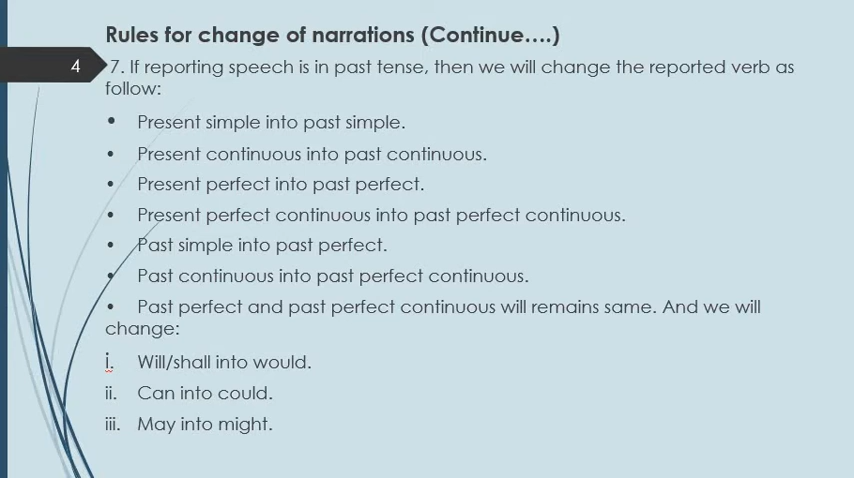 Rules for change of narrations (Continue….)
4
7. If reporting speech is in past tense, then we will change the reported verb as
follow:
• Present simple into past simple.
• Present continuous into past continuous.
• Present perfect into past perfect.
• Present perfect continuous into past perfect continuous.
• Past simple into past perfect.
• Past continuous into past perfect continuous.
• Past perfect and past perfect continuous will remains same. And we will
change:
i. Will/shall into would.
ii. Can into could.
iii. May into might.